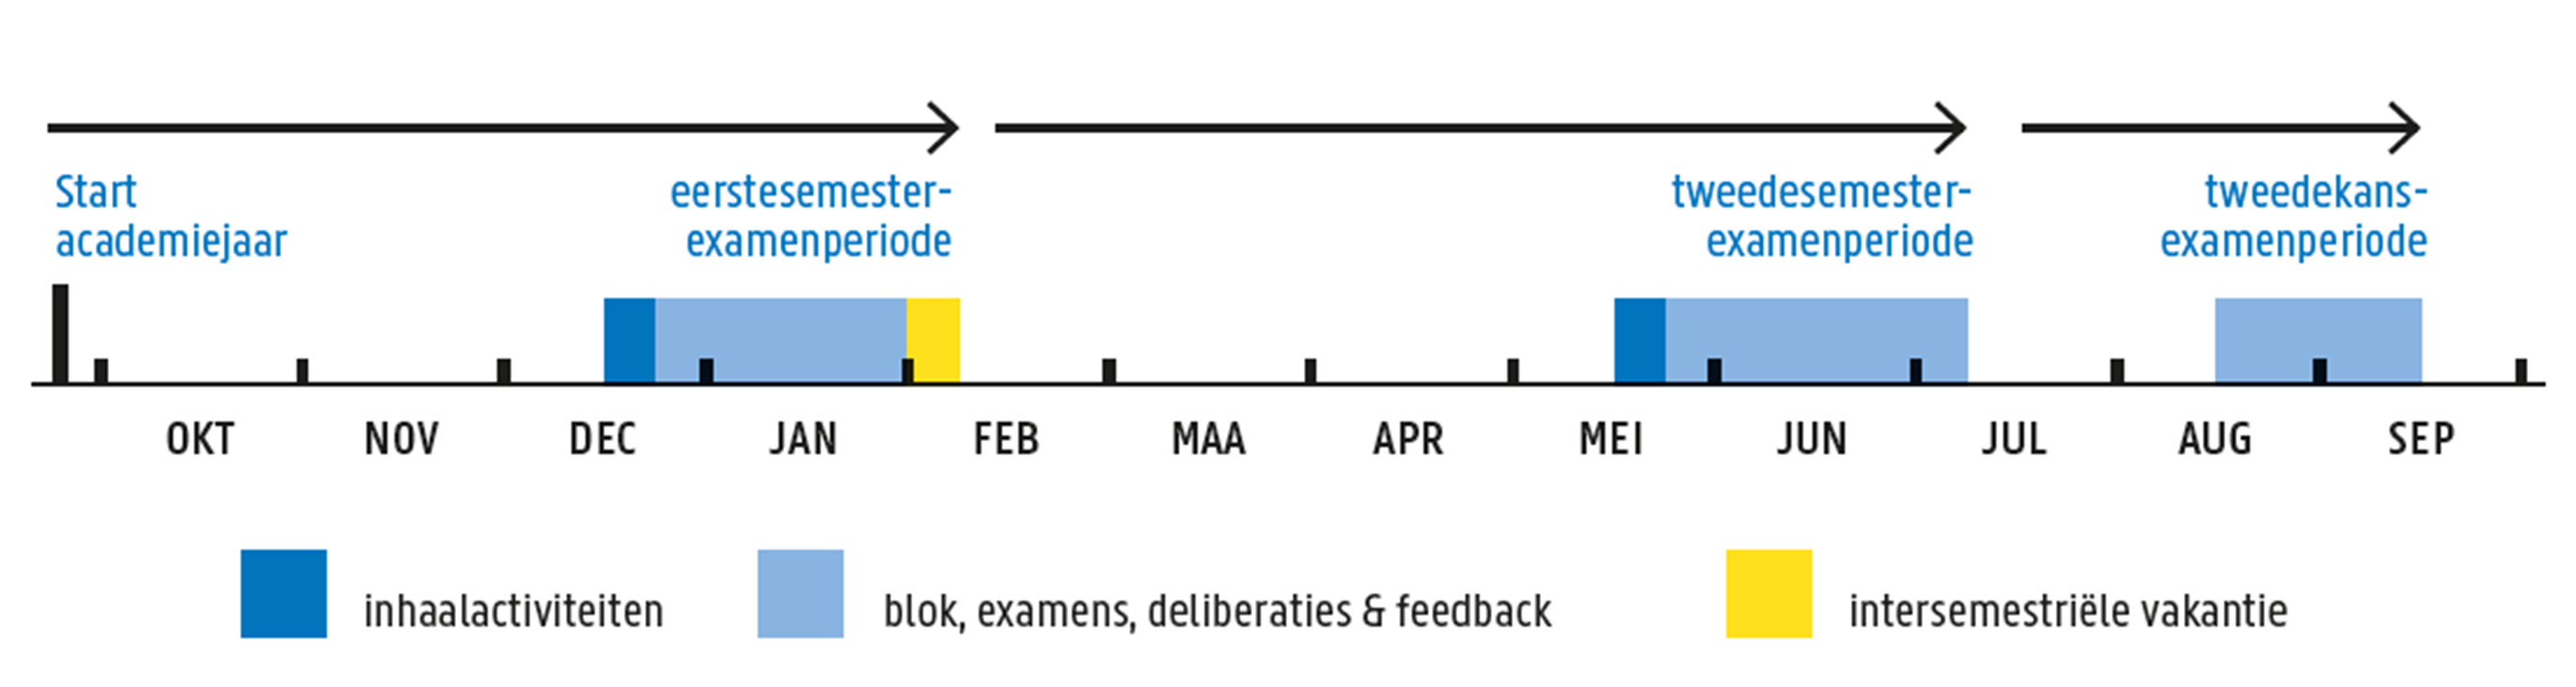 Start
academiejaar
eerstesemester-
examenperiode
tweedesemester-
examenperiode
tweedekans-
examenperiode
OKT NOV DEC JAN FEB MAA APR MEI JUN JUL AUG SEP
inhaalactiviteiten blok, examens, deliberaties & feedback intersemestriële vakantie